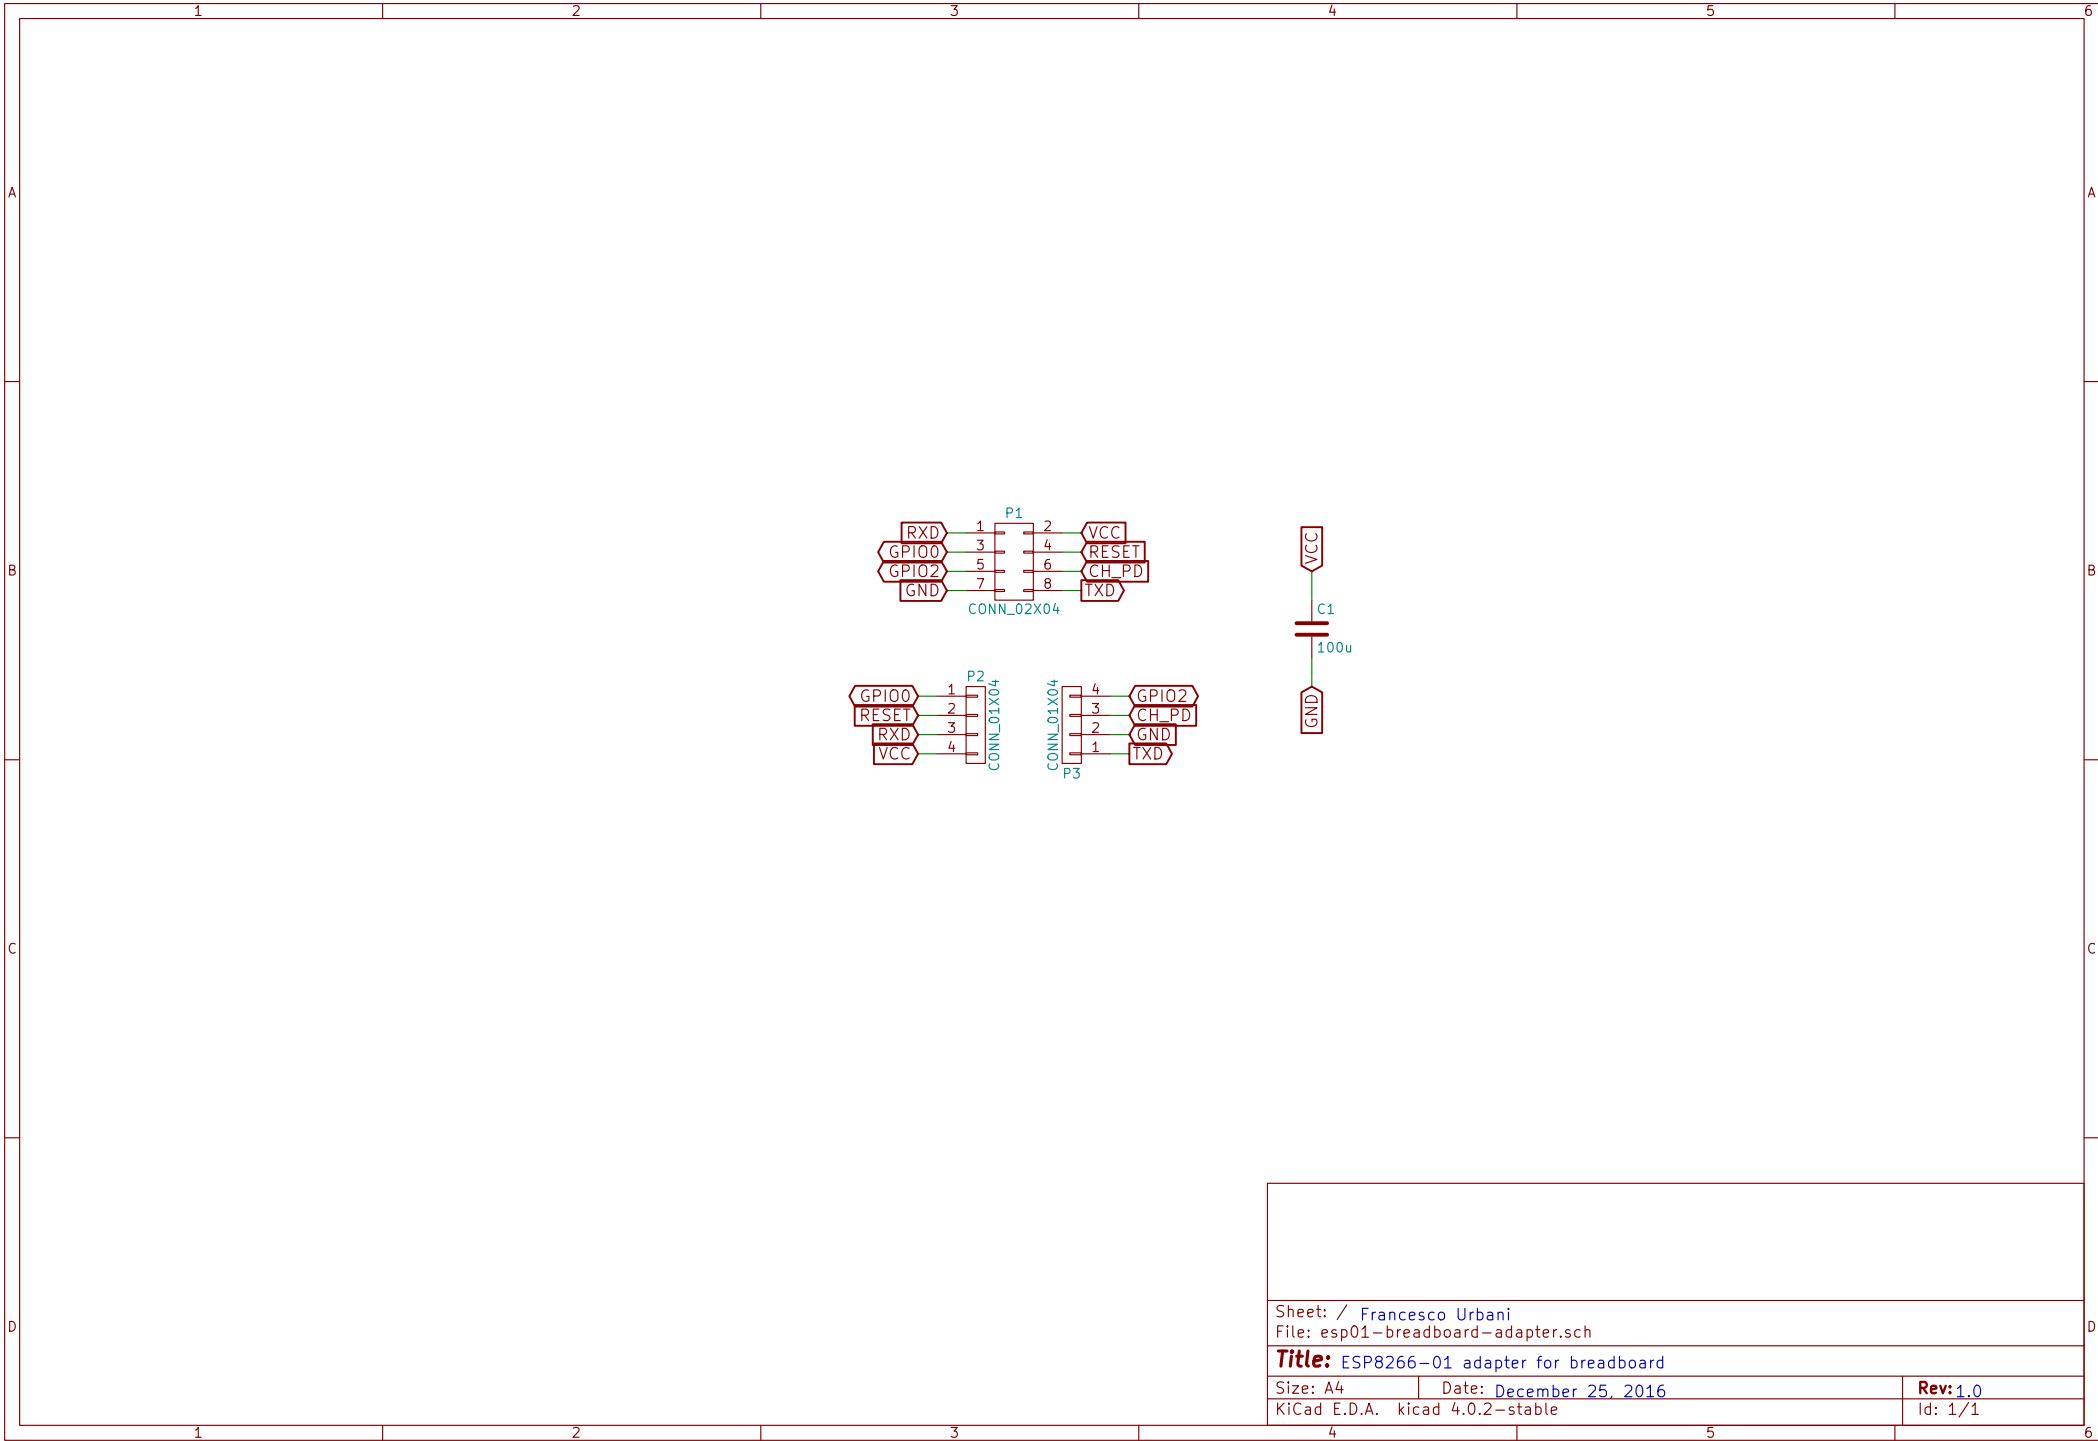 1 2 3 4 5 6
A A
P1
RXD 1 2 VCC
GPIO0 3 4 RESET
GPIO2 5 6 CH_PD
GND 7 8 TXD
CONN_02X04
VCC
C1
100u
GND
B B
P2
GPIO0 1
RESET 2
RXD 3
VCC 4
CONN_01X04
CONN_01X04
4 GPIO2
3 CH_PD
2 GND
1 TXD
P3
C C
D D
Sheet: / Francesco Urbani
File: esp01-breadboard-adapter.sch
Title: ESP8266-01 adapter for breadboard
Size: A4 Date: December 25, 2016 Rev: 1.0
KiCad E.D.A. kicad 4.0.2-stable Id: 1/1
1 2 3 4 5 6